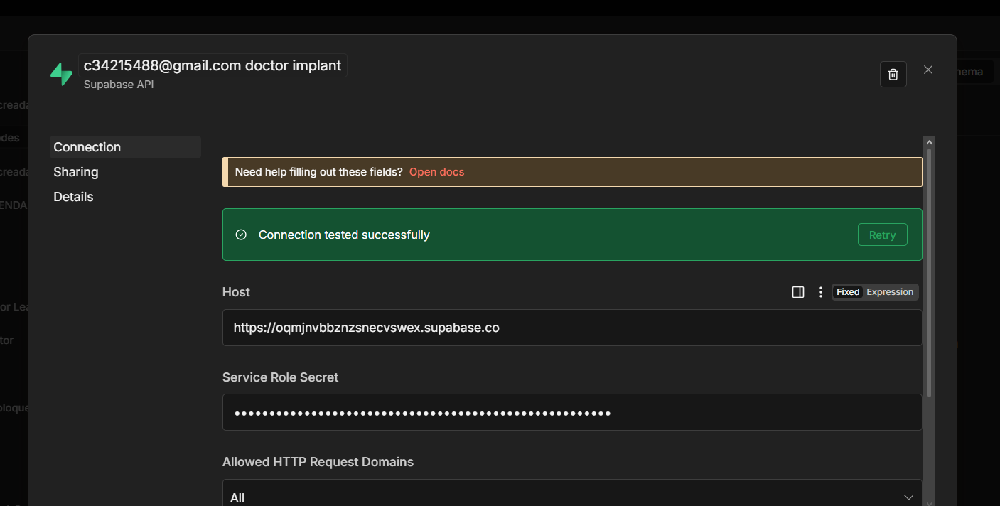 c34215488@gmail.com doctor implant
Supabase API
hema
creada
odes
creada
ENDA
or Lea
tor
bloque
Connection
Sharing
Details
Need help filling out these fields? Open docs
Connection tested successfully
Retry
Host
Fixed Expression
https://oqmjnvbbznzsnecvswex.supabase.co
Service Role Secret
••••••••••••••••••••••••••••••••••••••••••••••••••••••
Allowed HTTP Request Domains
All